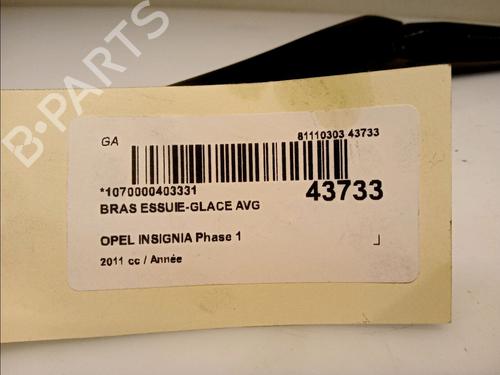 B-PARTS
GA
81110303 43733
*1070000403331
43733
BRAS ESSUIE-GLACE AVG
OPEL INSIGNIA Phase 1
2011 cc / Année